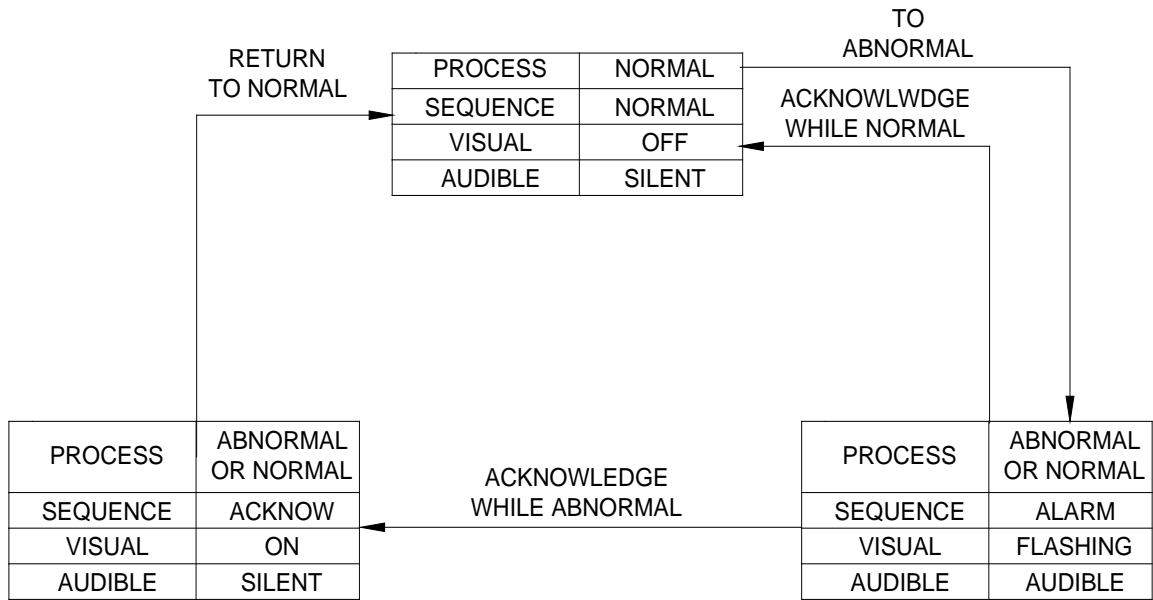 TO
ABNORMAL
RETURN
TO NORMAL
PROCESS NORMAL
SEQUENCE NORMAL
VISUAL OFF
AUDIBLE SILENT
ACKNOWLWDGE
WHILE NORMAL
PROCESS ABNORMAL
OR NORMAL
SEQUENCE ACKNOW
VISUAL ON
AUDIBLE SILENT
ACKNOWLEDGE
WHILE ABNORMAL
PROCESS ABNORMAL
OR NORMAL
SEQUENCE ALARM
VISUAL FLASHING
AUDIBLE AUDIBLE